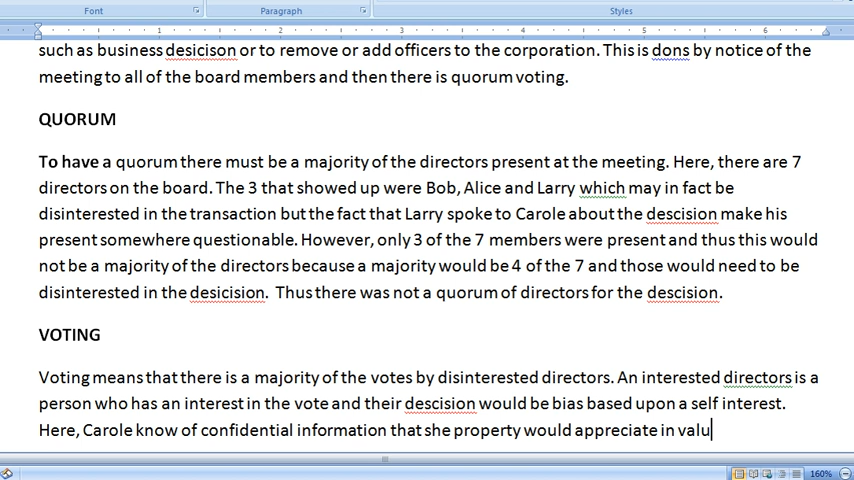 Font Paragraph Styles
1 2 3 4 5 6
such as business desicison or to remove or add officers to the corporation. This is dons by notice of the
meeting to all of the board members and then there is quorum voting.
QUORUM
To have a quorum there must be a majority of the directors present at the meeting. Here, there are 7
directors on the board. The 3 that showed up were Bob, Alice and Larry which may in fact be
disinterested in the transaction but the fact that Larry spoke to Carole about the descision make his
present somewhere questionable. However, only 3 of the 7 members were present and thus this would
not be a majority of the directors because a majority would be 4 of the 7 and those would need to be
disinterested in the desicision. Thus there was not a quorum of directors for the descision.
VOTING
Voting means that there is a majority of the votes by disinterested directors. An interested directors is a
person who has an interest in the vote and their descision would be bias based upon a self interest.
Here, Carole know of confidential information that she property would appreciate in valu
160%